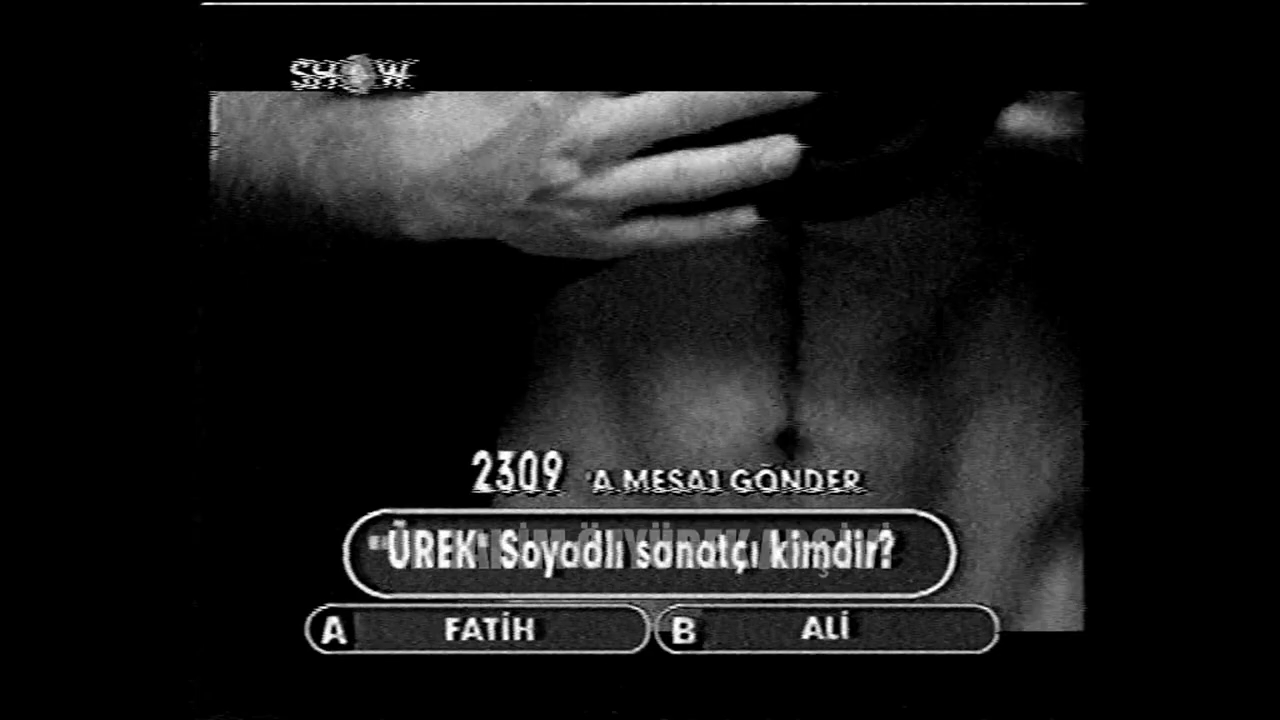 SHOW
2309 'A MESAJ GÖNDER
"ÜREK" Soyadlı sanatçı kimdir?
A FATİH B ALİ